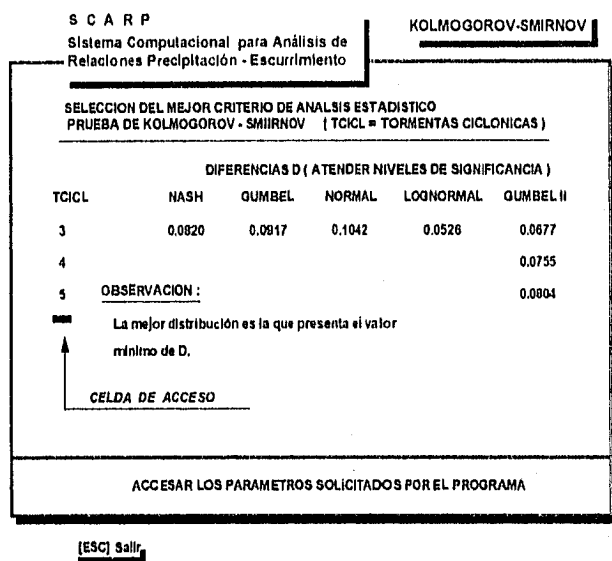 S C A R P
Sistema Computacional para Análisis de
Relaciones Precipitación - Escurrimiento
KOLMOGOROV-SMIRNOV
SELECCION DEL MEJOR CRITERIO DE ANALSIS ESTADISTICO
PRUEBA DE KOLMOGOROV - SMIIRNOV ( TCICL = TORMENTAS CICLONICAS )
DIFERENCIAS D ( ATENDER NIVELES DE SIGNIFICANCIA )
TCICL NASH GUMBEL NORMAL LOGNORMAL GUMBEL II
3 0.0820 0.0917 0.1042 0.0526 0.0677
4 0.0755
5 OBSERVACION : 0.0804
La mejor distribución es la que presenta el valor
mínimo de D.
CELDA DE ACCESO
ACCESAR LOS PARAMETROS SOLICITADOS POR EL PROGRAMA
[ESC] Salir